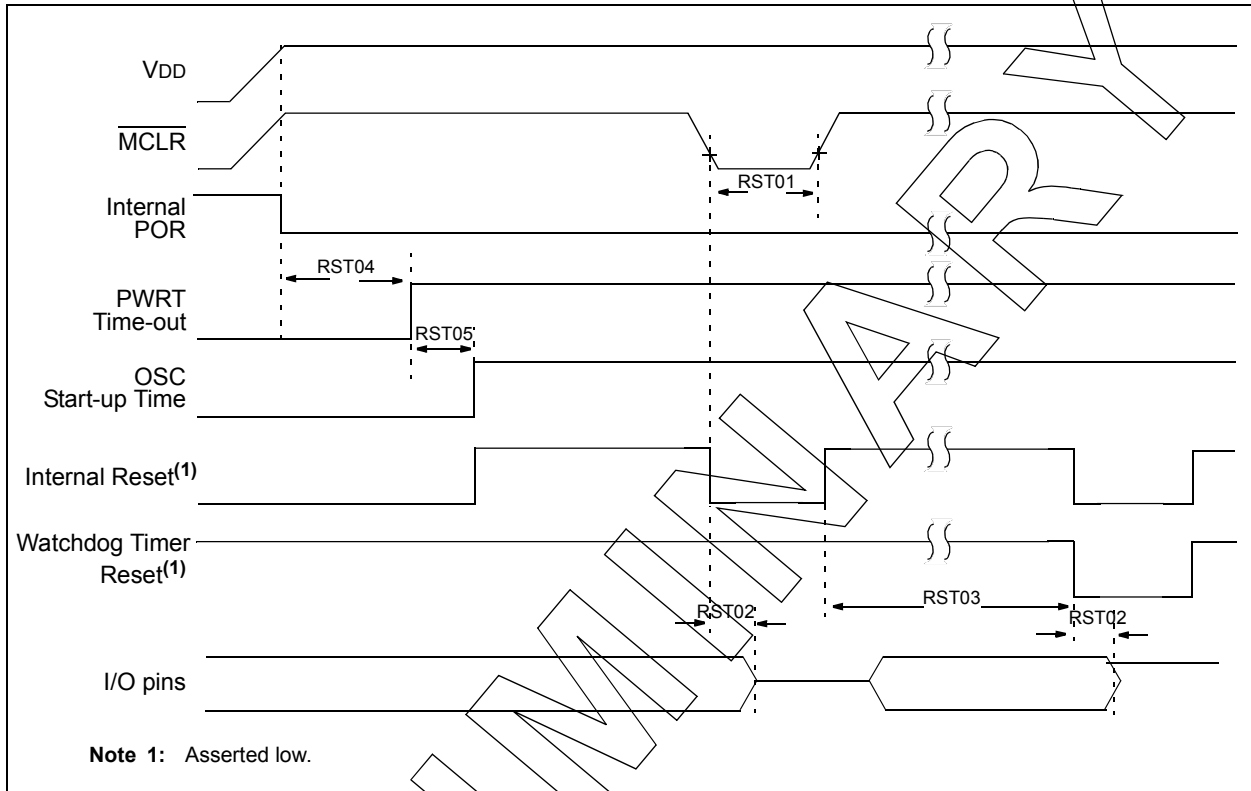 VDD
MCLR
Internal
POR
RST01
RST04
PWRT
Time-out
RST05
OSC
Start-up Time
Internal Reset(1)
Watchdog Timer
Reset(1)
RST03
RST02
RST02
I/O pins
Note 1: Asserted low.